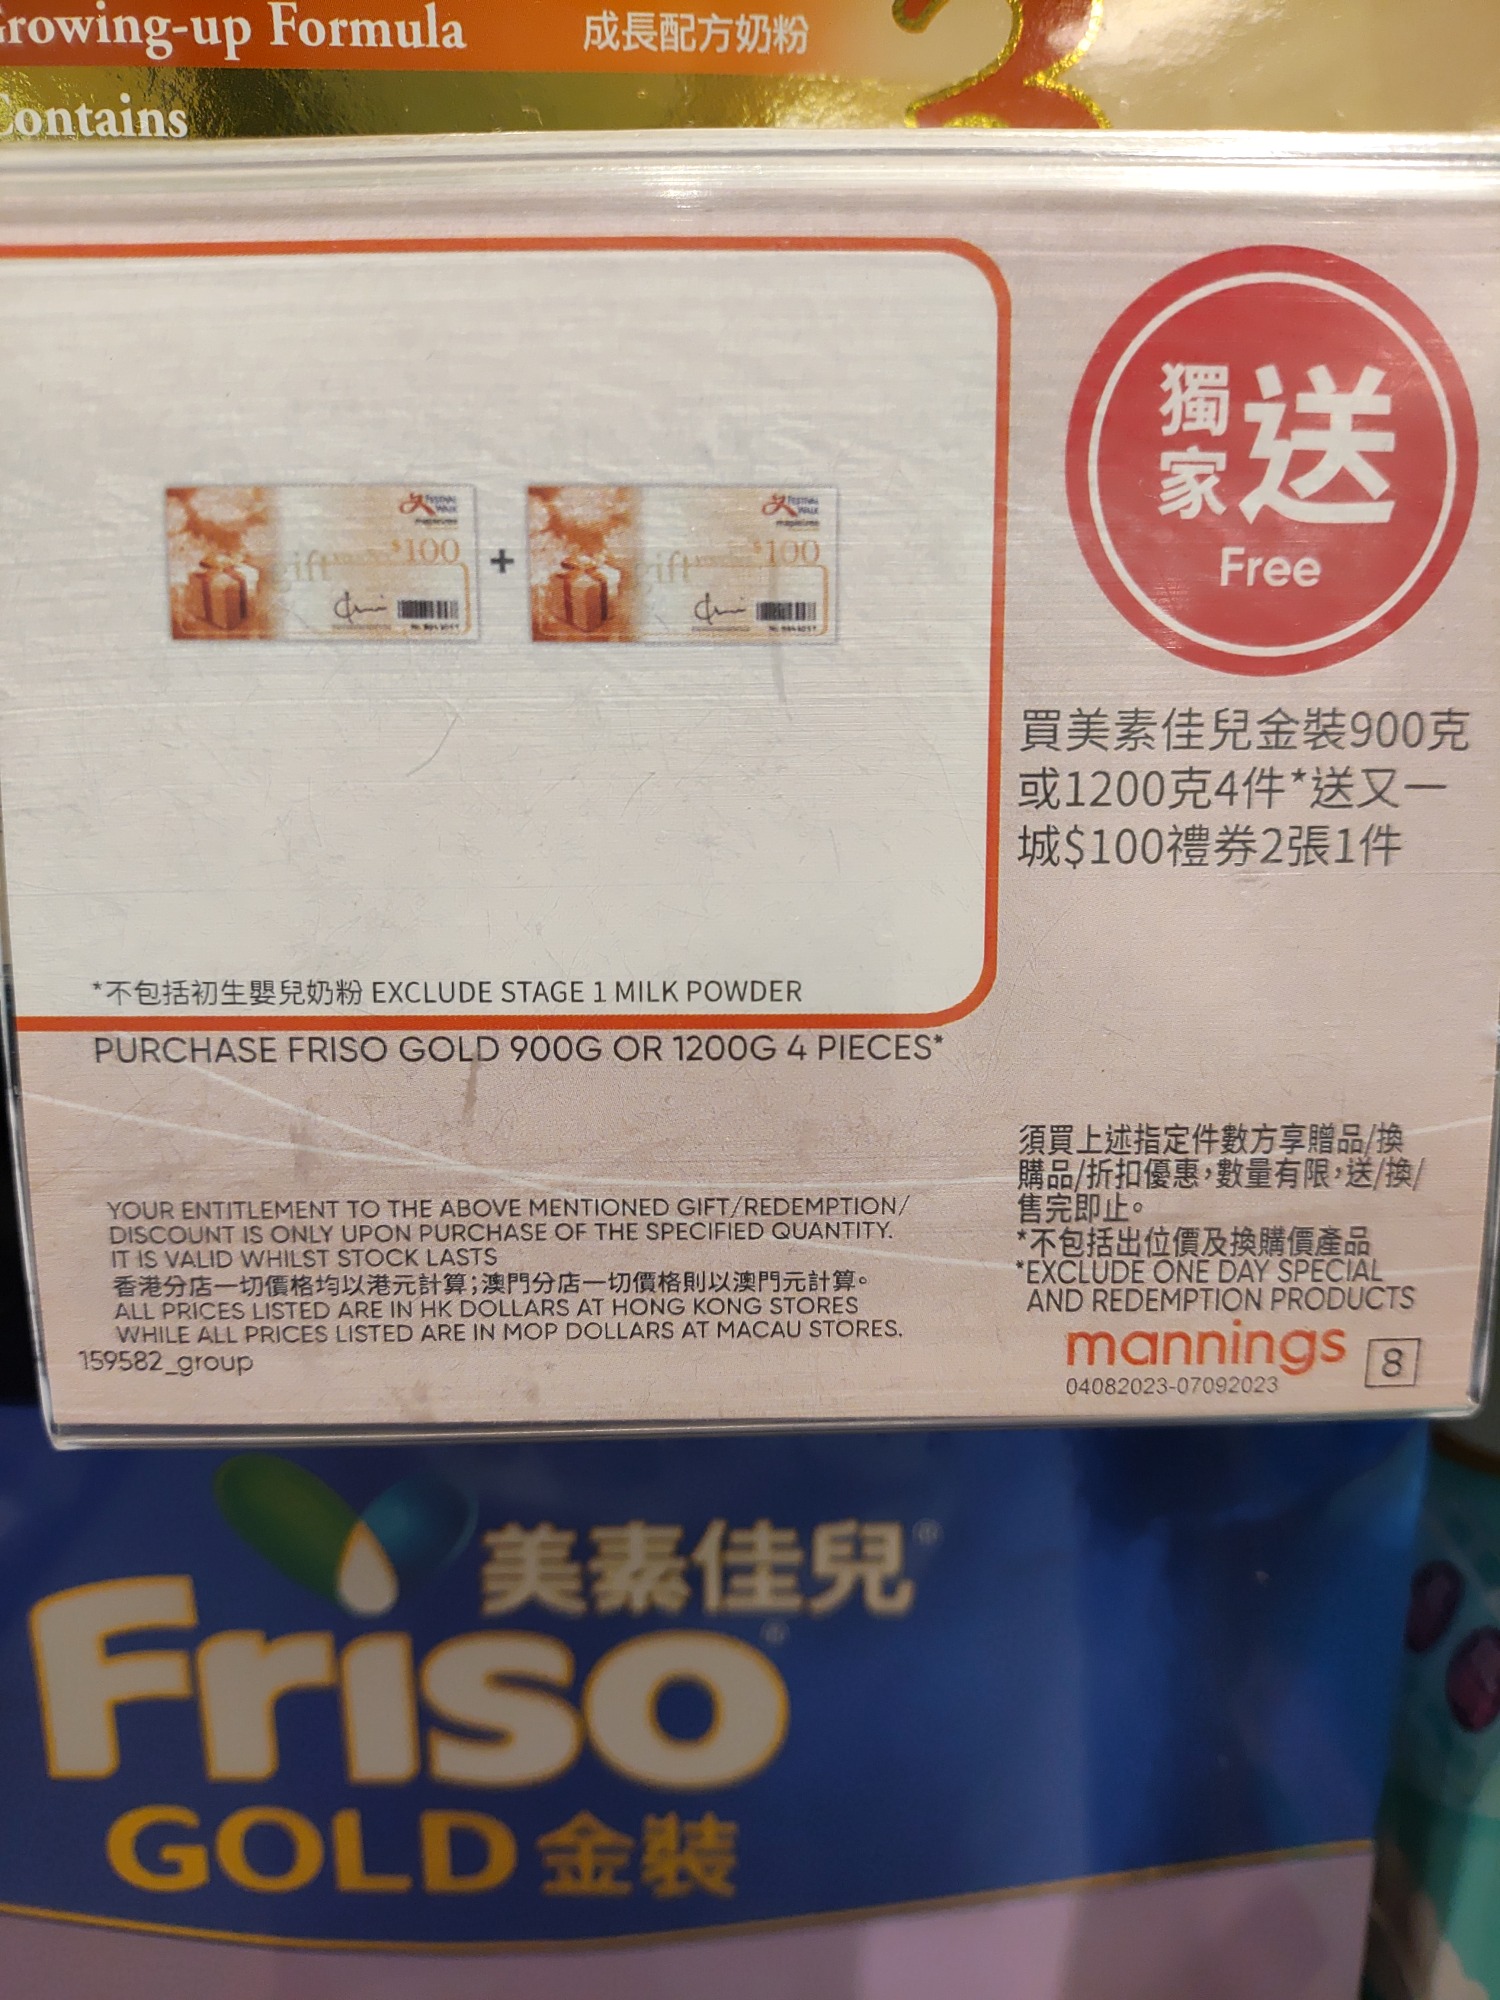 rowing-up Formula 成長配方奶粉
Contains
獨家送
Free
FESTIVAL WALK
$100
+
FESTIVAL WALK
$100
買美素佳兒金裝900克
或1200克4件*送又一
城$100禮券2張1件
*不包括初生嬰兒奶粉 EXCLUDE STAGE 1 MILK POWDER
PURCHASE FRISO GOLD 900G OR 1200G 4 PIECES*
須買上述指定件數方享贈品/換
購品/折扣優惠,數量有限,送/換/
售完即止。
*不包括出位價及換購價產品
*EXCLUDE ONE DAY SPECIAL
AND REDEMPTION PRODUCTS
YOUR ENTITLEMENT TO THE ABOVE MENTIONED GIFT/REDEMPTION/
DISCOUNT IS ONLY UPON PURCHASE OF THE SPECIFIED QUANTITY.
IT IS VALID WHILST STOCK LASTS
香港分店一切價格均以港元計算;澳門分店一切價格則以澳門元計算。
ALL PRICES LISTED ARE IN HK DOLLARS AT HONG KONG STORES
WHILE ALL PRICES LISTED ARE IN MOP DOLLARS AT MACAU STORES.
159582_group
mannings 8
04082023-07092023
美素佳兒®
Friso®
GOLD 金裝